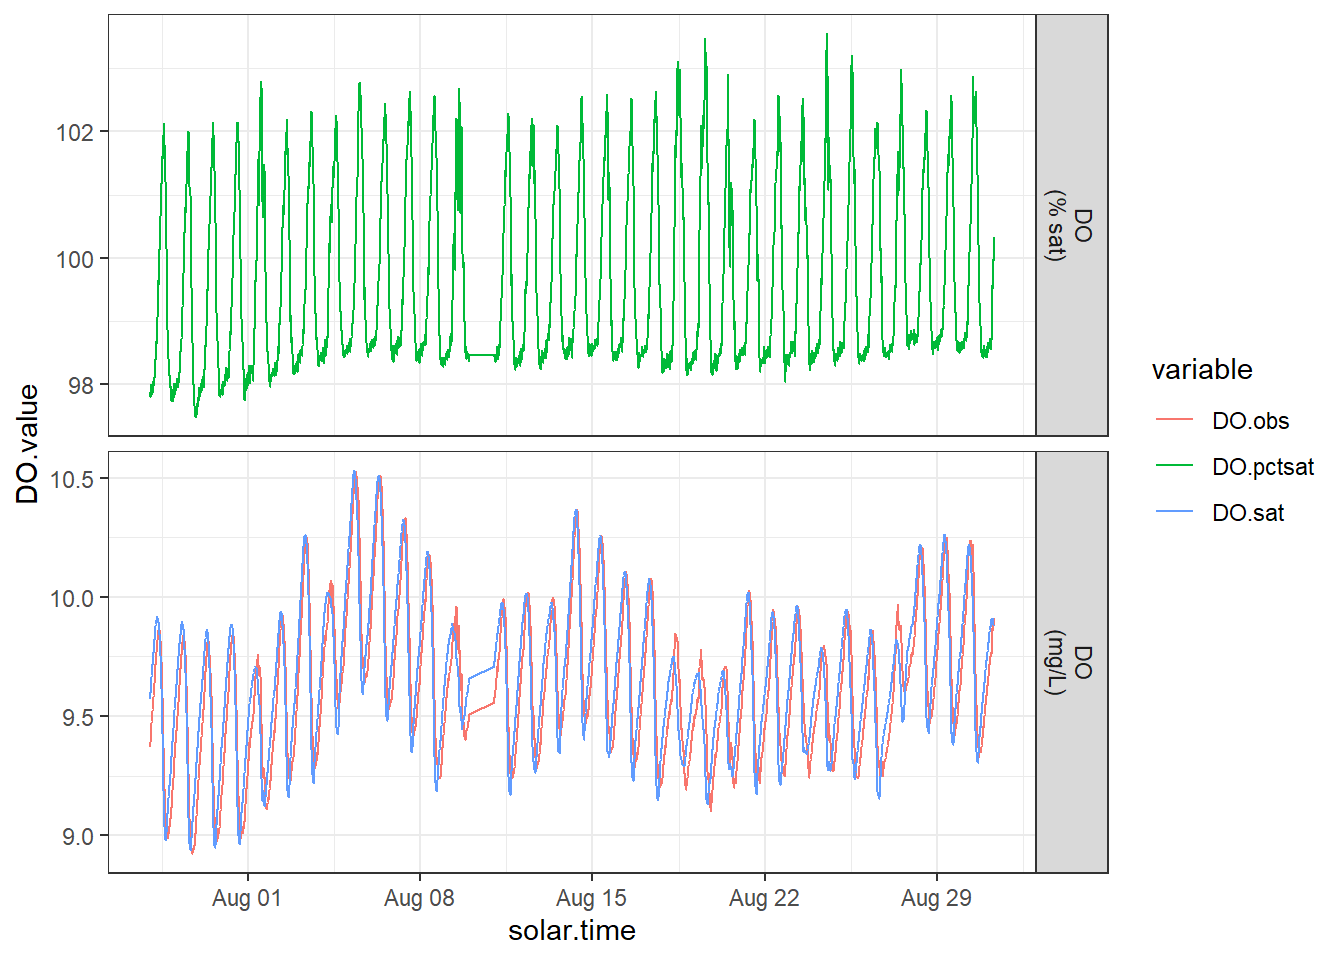 102
100
98
DO
(% sat)
DO.value
10.5
10.0
9.5
9.0
DO
(mg/L)
Aug 01
Aug 08
Aug 15
Aug 22
Aug 29
solar.time
variable
DO.obs
DO.pctsat
DO.sat